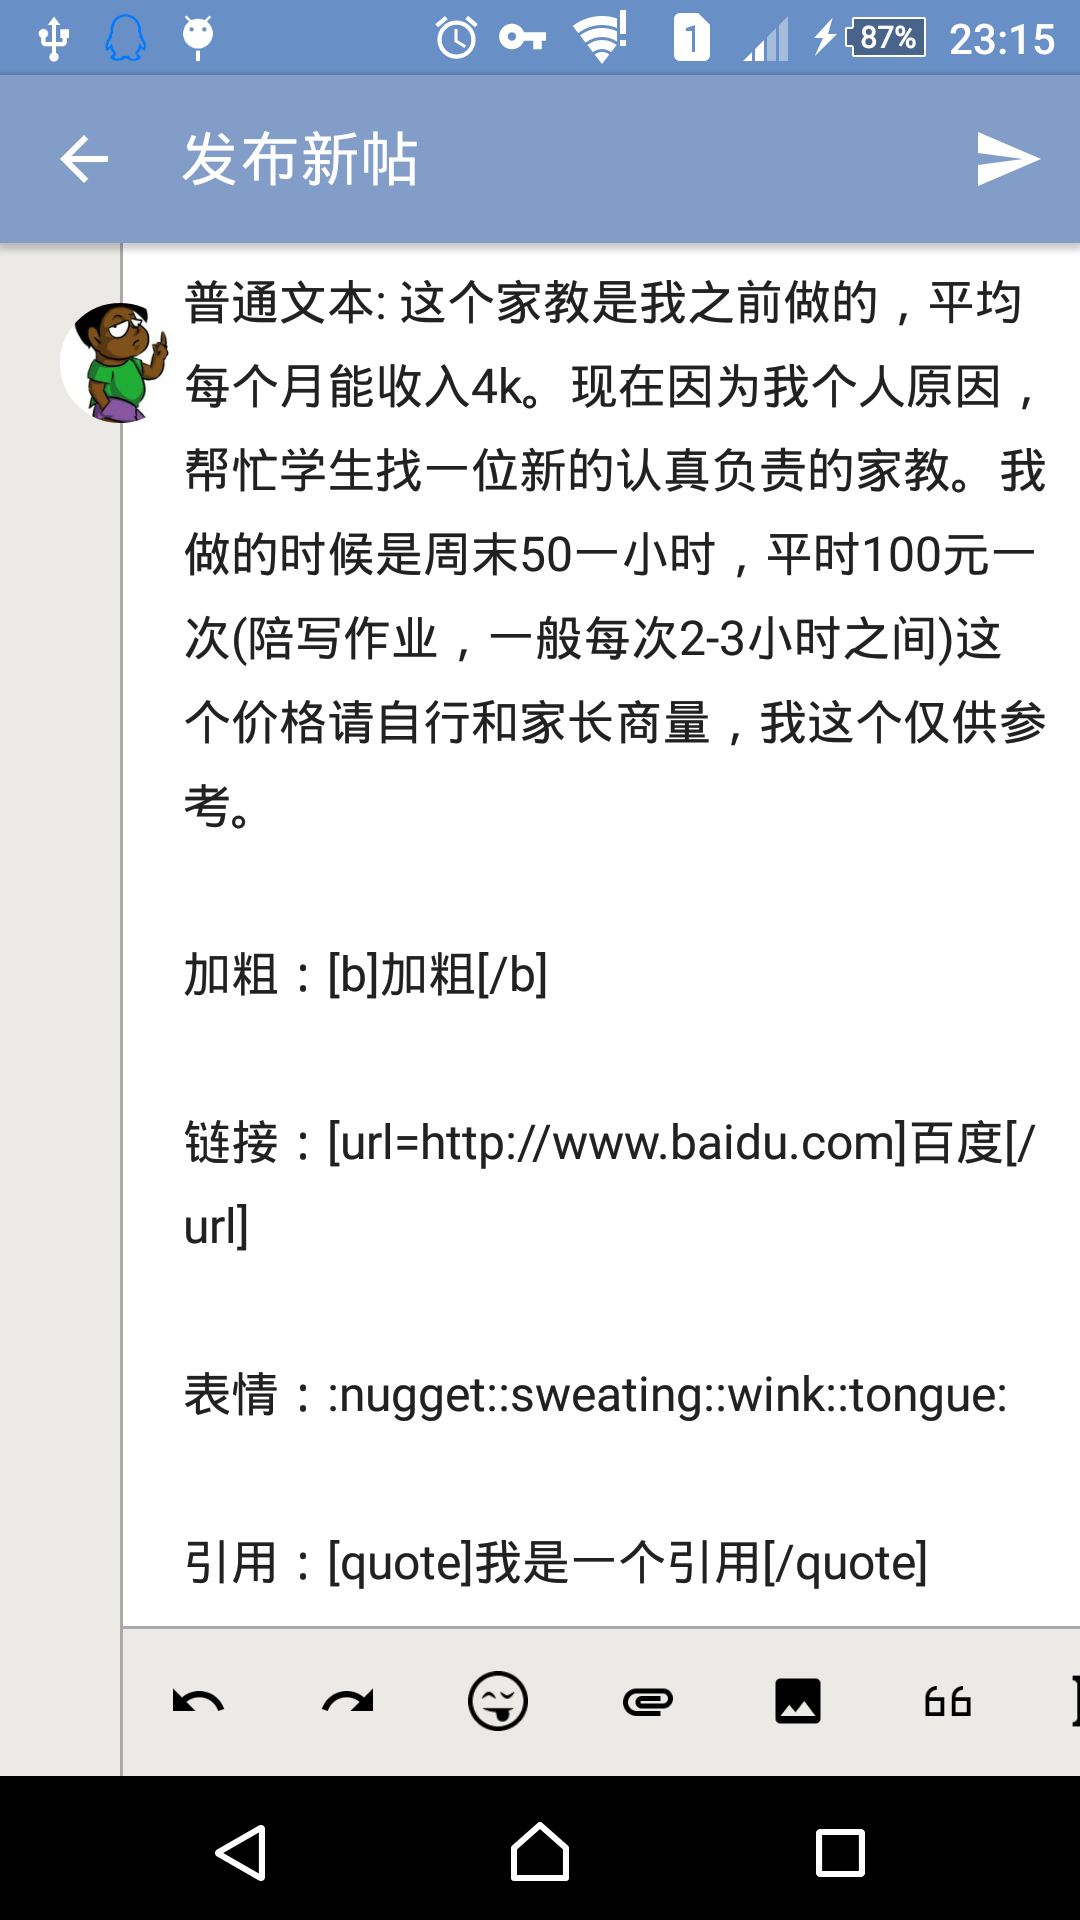 1
87%
23:15
发布新帖
普通文本: 这个家教是我之前做的，平均
每个月能收入4k。现在因为我个人原因，
帮忙学生找一位新的认真负责的家教。我
做的时候是周末50一小时，平时100元一
次(陪写作业，一般每次2-3小时之间)这
个价格请自行和家长商量，我这个仅供参
考。
加粗：[b]加粗[/b]
链接：[url=http://www.baidu.com]百度[/
url]
表情：:nugget::sweating::wink::tongue:
引用：[quote]我是一个引用[/quote]